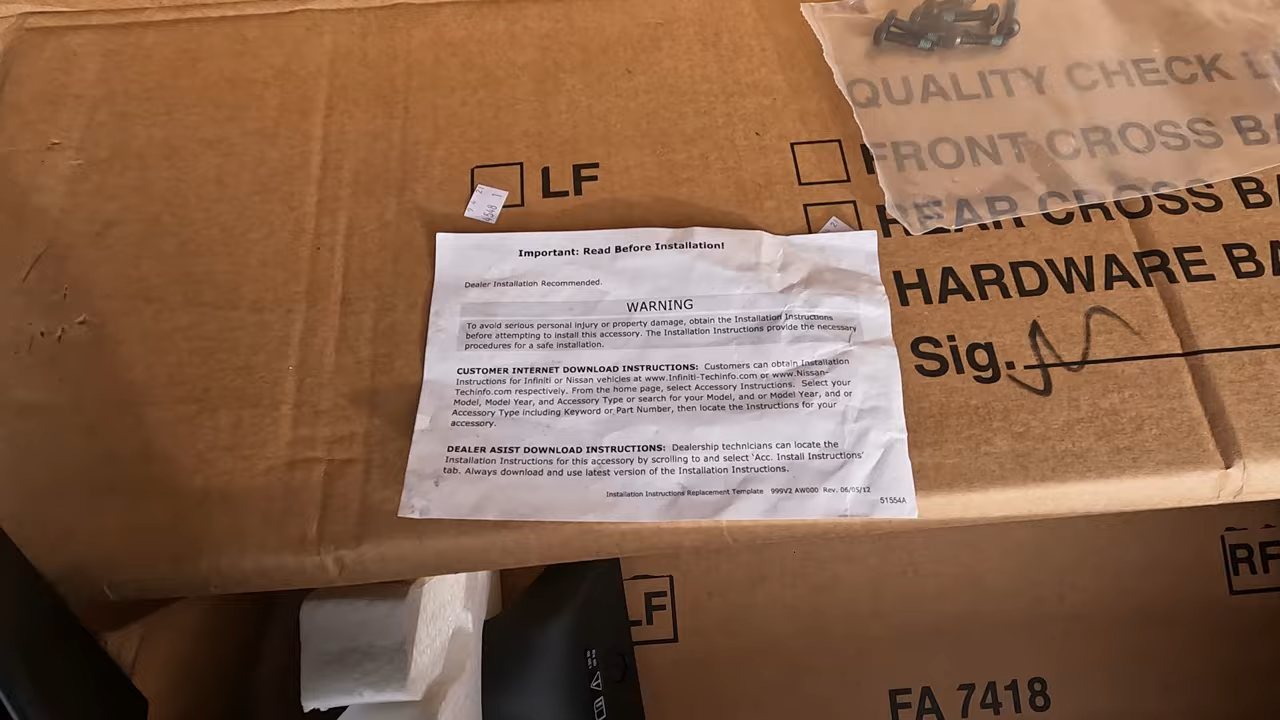 QUALITY CHECK
FRONT CROSS
REAR CROSS
HARDWARE
Sig.
LF
Important: Read Before Installation!
Dealer Installation Recommended.
WARNING
To avoid serious personal injury or property damage, obtain the Installation Instructions
before attempting to install this accessory. The Installation Instructions provide the necessary
procedures for a safe installation.
CUSTOMER INTERNET DOWNLOAD INSTRUCTIONS: Customers can obtain Installation
Instructions for Infiniti or Nissan vehicles at www.Infiniti-Techinfo.com or www.Nissan-
Techinfo.com respectively. From the home page, select Accessory Instructions. Select your
Model, Model Year, and Accessory Type or search for your Model, and or Model Year, and or
Accessory Type including Keyword or Part Number, then locate the Instructions for your
accessory.
DEALER ASIST DOWNLOAD INSTRUCTIONS: Dealership technicians can locate the
Installation Instructions for this accessory by scrolling to and select 'Acc. Install Instructions'
tab. Always download and use latest version of the Installation Instructions.
Installation Instructions Replacement Template 999V2 AW000 Rev. 06/05/12
51554A
LF
RF
FA 7418